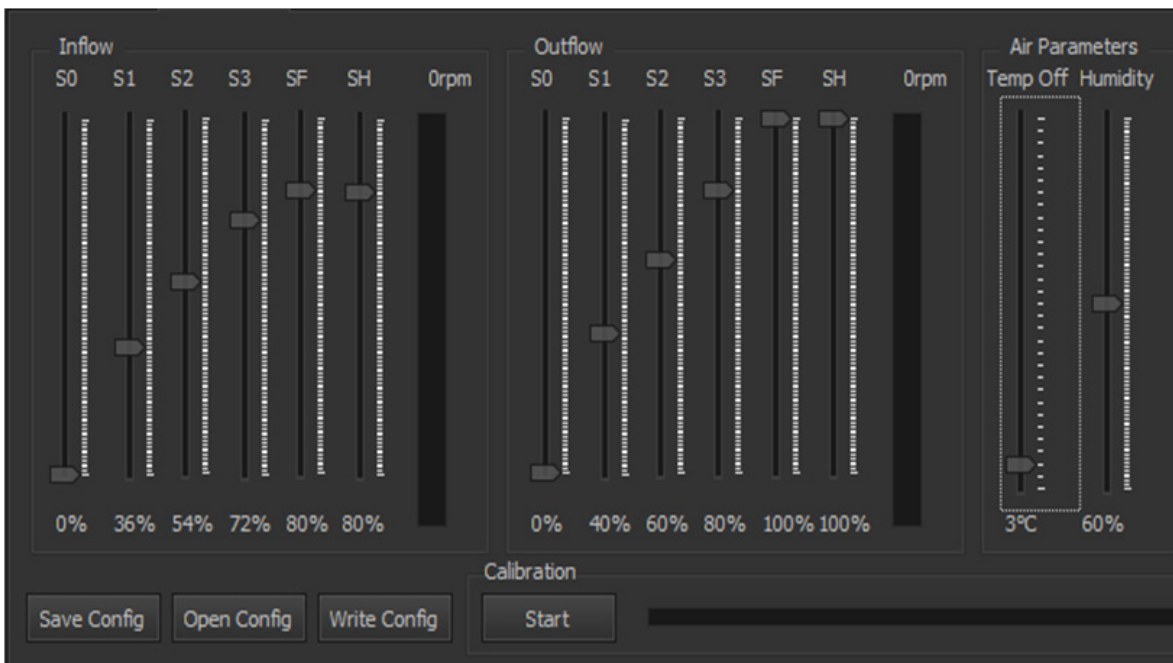 Inflow
S0 S1 S2 S3 SF SH 0rpm
0% 36% 54% 72% 80% 80%
Outflow
S0 S1 S2 S3 SF SH 0rpm
0% 40% 60% 80% 100% 100%
Air Parameters
Temp Off Humidity
3°C 60%
Save Config Open Config Write Config
Calibration
Start